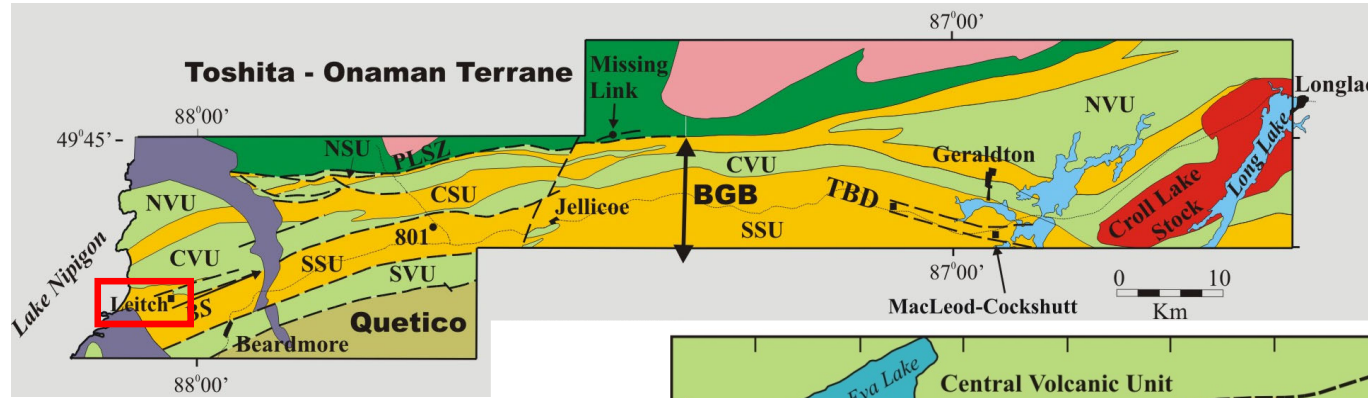 87°00'
Toshita - Onaman Terrane
Missing
Link
Longlac
88°00'
49°45'
NSU
PLSZ
NVU
Geraldton
CVU
Long Lake
NVU
CSU
BGB
TBD
Croll Lake
Stock
Jellicoe
801
SSU
CVU
SSU
SVU
Lake Nipigon
Leitch
BS
87°00'
0 10
Km
MacLeod-Cockshutt
Quetico
Beardmore
88°00'
Eva Lake
Central Volcanic Unit